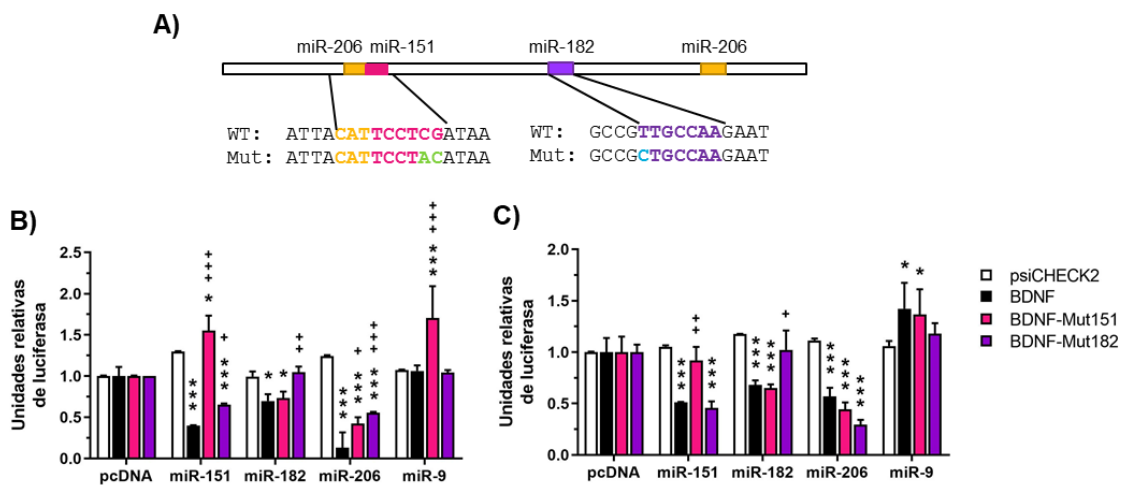 A)
miR-206 miR-151 miR-182 miR-206
WT: ATTACATTCCTCGATAA GCCGTTGCCAAGAAT
Mut: ATTACATTCCTACATAA GCCGCTGCCAAGAAT
B)
Unidades relativas
de luciferasa
2.5
2.0
1.5
1.0
0.5
0.0
*** +++ * + ***
* * ++
*** + *** +++ ***
+++ ***
pcDNA miR-151 miR-182 miR-206 miR-9
C)
Unidades relativas
de luciferasa
2.0
1.5
1.0
0.5
0.0
*** ++ ***
*** *** +
*** *** ***
* *
pcDNA miR-151 miR-182 miR-206 miR-9
psiCHECK2
BDNF
BDNF-Mut151
BDNF-Mut182